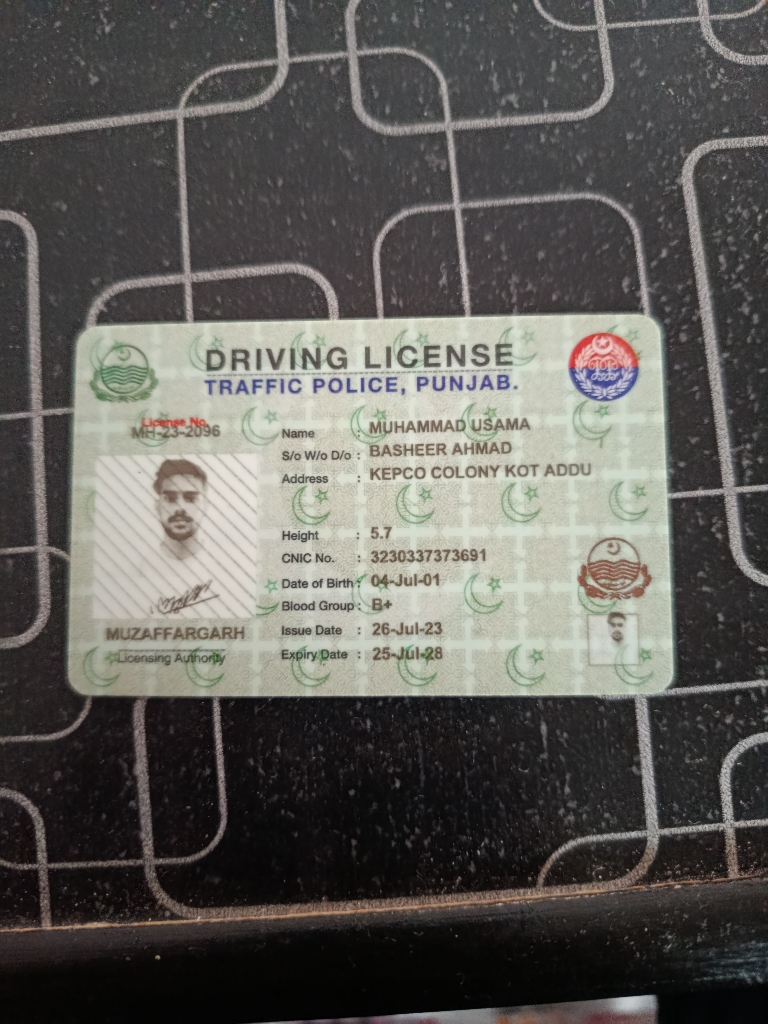 DRIVING LICENSE
TRAFFIC POLICE, PUNJAB.
License No.
MH-23-2096
Name : MUHAMMAD USAMA
S/o W/o D/o : BASHEER AHMAD
Address : KEPCO COLONY KOT ADDU
Height : 5.7
CNIC No. : 3230337373691
Date of Birth : 04-Jul-01
Blood Group : B+
Issue Date : 26-Jul-23
Expiry Date : 25-Jul-28
MUZAFFARGARH
Licensing Authority